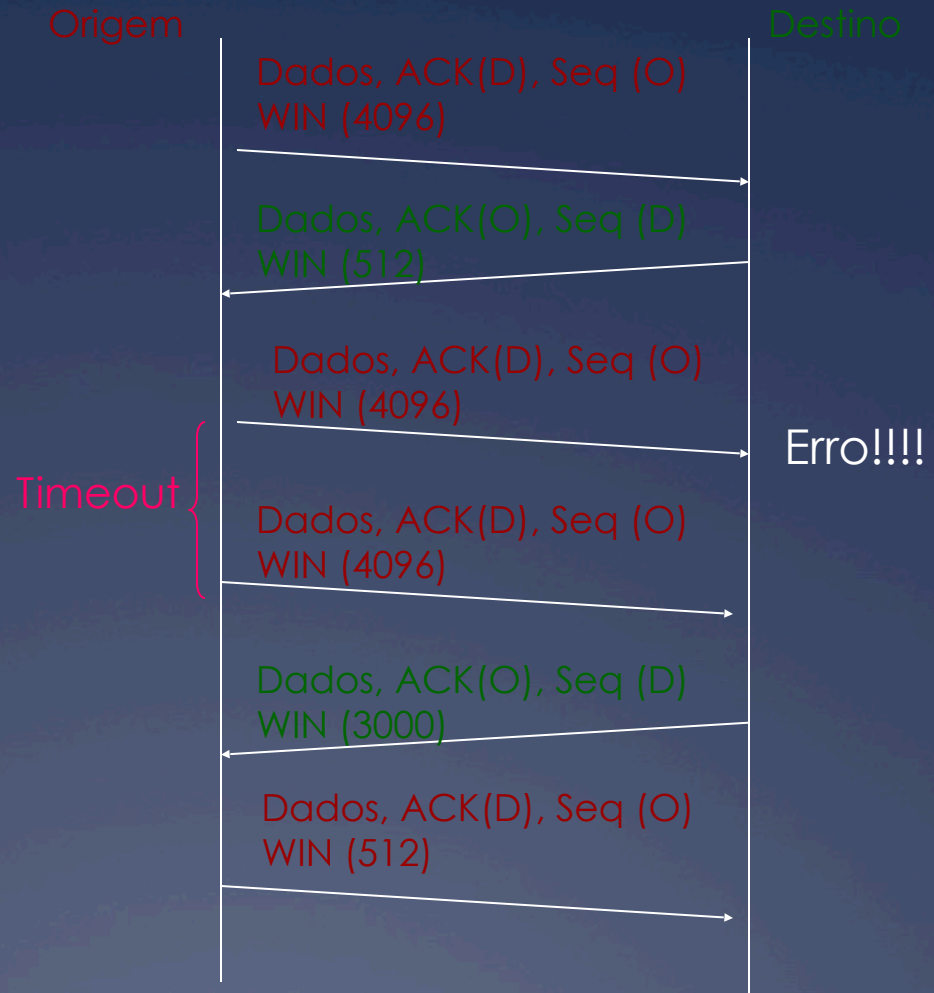 Origem
Destino
Dados, ACK(D), Seq (O)
WIN (4096)
Dados, ACK(O), Seq (D)
WIN (512)
Dados, ACK(D), Seq (O)
WIN (4096)
Erro!!!!
Timeout
Dados, ACK(D), Seq (O)
WIN (4096)
Dados, ACK(O), Seq (D)
WIN (3000)
Dados, ACK(D), Seq (O)
WIN (512)